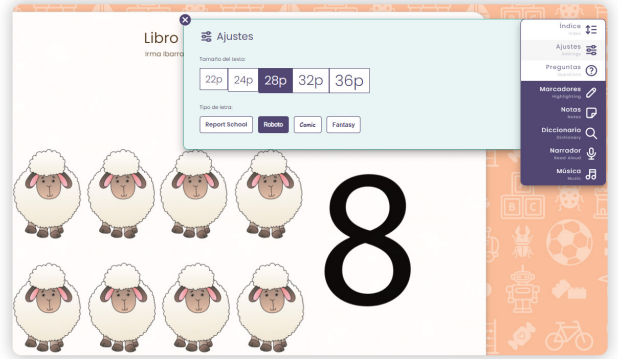 Libro
Irma Ibarra
Ajustes
Tamaño del texto:
22p 24p 28p 32p 36p
Tipo de letra:
Report School Roboto Comic Fantasy
8
Índice
Index
Ajustes
Settings
Preguntas
Questions
Marcadores
Highlighting
Notas
Notes
Diccionario
Dictionary
Narrador
Read Aloud
Música
Music
B C